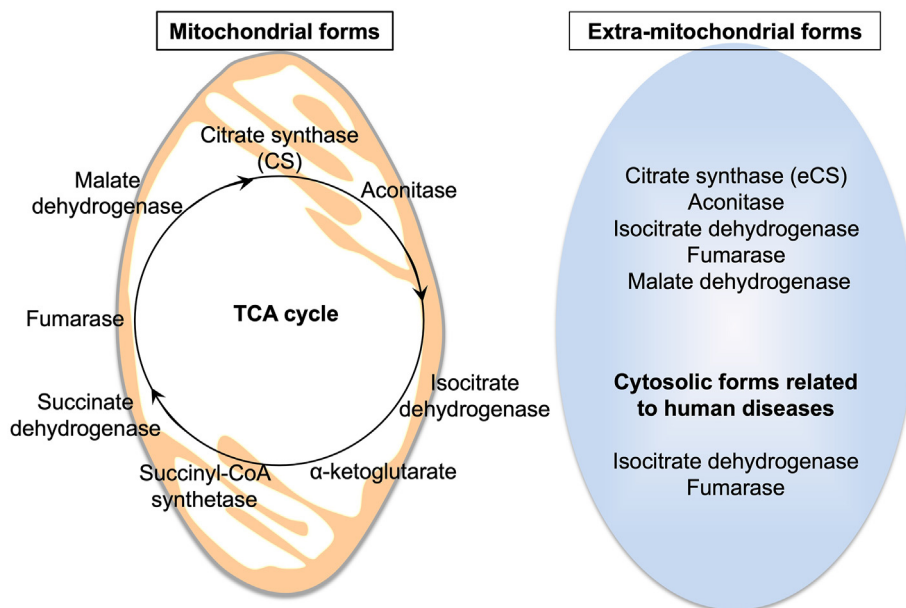 Mitochondrial forms
Citrate synthase
(CS)
Aconitase
Isocitrate
dehydrogenase
α-ketoglutarate
Succinyl-CoA
synthetase
Succinate
dehydrogenase
Fumarase
Malate
dehydrogenase
TCA cycle
Extra-mitochondrial forms
Citrate synthase (eCS)
Aconitase
Isocitrate dehydrogenase
Fumarase
Malate dehydrogenase
Cytosolic forms related
to human diseases
Isocitrate dehydrogenase
Fumarase